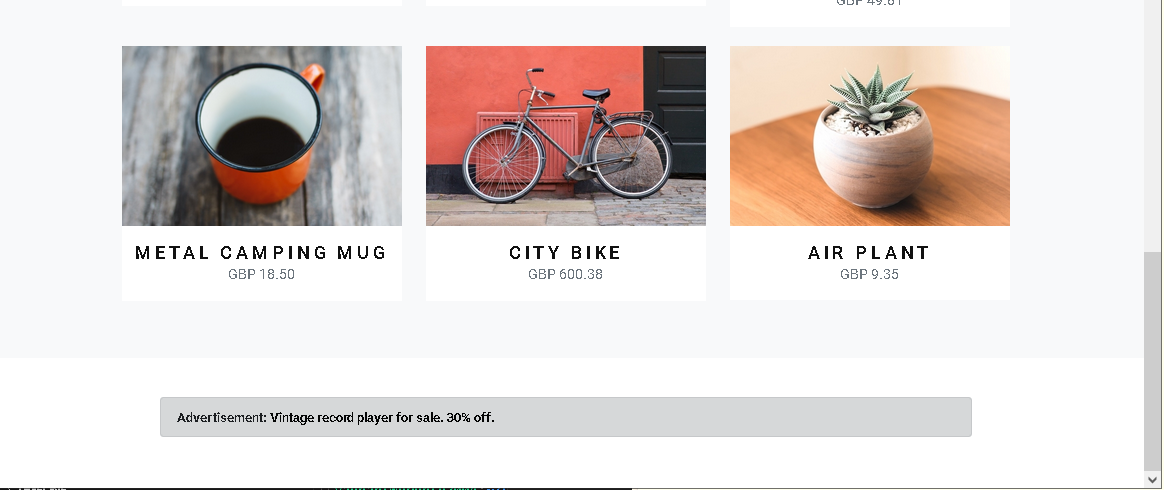 GBP 49.61
METAL CAMPING MUG
CITY BIKE
AIR PLANT
GBP 18.50
GBP 600.38
GBP 9.35
Advertisement: Vintage record player for sale. 30% off.